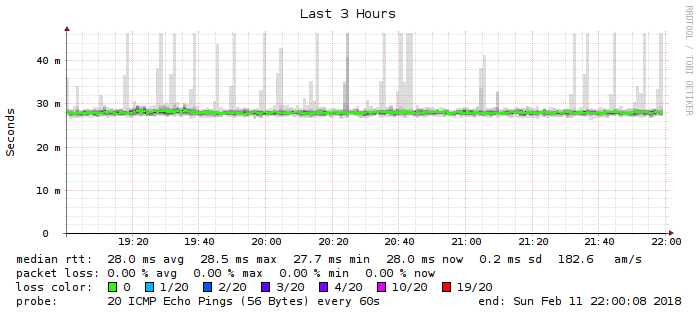 Last 3 Hours
RRDTOOL / TOBI OETIKER
Seconds
40 m
30 m
20 m
10 m
0
19:20 19:40 20:00 20:20 20:40 21:00 21:20 21:40 22:00
median rtt: 28.0 ms avg 28.5 ms max 27.7 ms min 28.0 ms now 0.2 ms sd 182.6 am/s
packet loss: 0.00 % avg 0.00 % max 0.00 % min 0.00 % now
loss color: 0 1/20 2/20 3/20 4/20 10/20 19/20
probe: 20 ICMP Echo Pings (56 Bytes) every 60s end: Sun Feb 11 22:00:08 2018